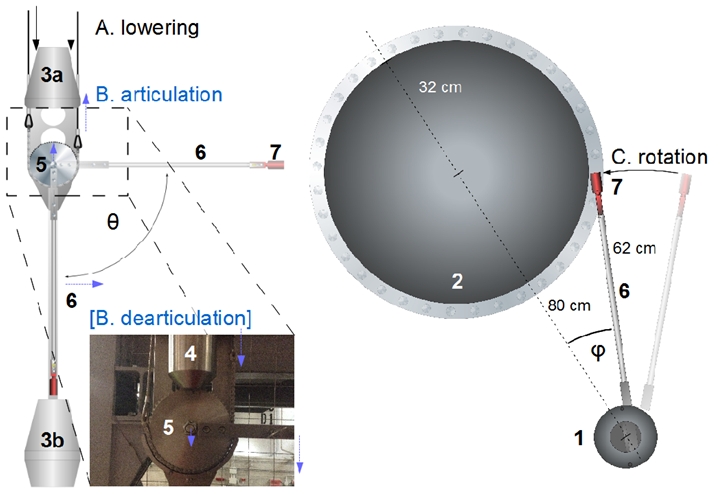 A. lowering
3a
B. articulation
5
6
7
θ
6
[B. dearticulation]
4
5
3b
32 cm
C. rotation
7
62 cm
6
2
80 cm
φ
1